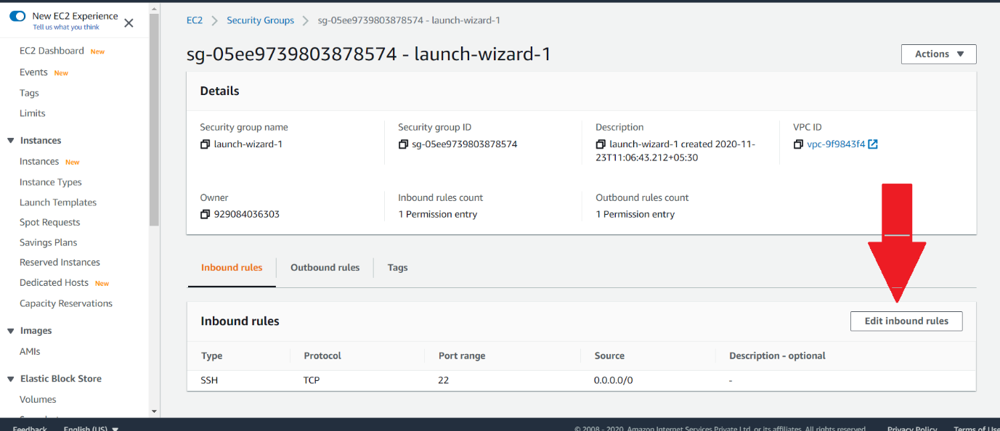 New EC2 Experience
Tell us what you think
EC2 Dashboard New
Events New
Tags
Limits
Instances
Instances New
Instance Types
Launch Templates
Spot Requests
Savings Plans
Reserved Instances
Dedicated Hosts New
Capacity Reservations
Images
AMIs
Elastic Block Store
Volumes
EC2 > Security Groups > sg-05ee9739803878574 - launch-wizard-1
sg-05ee9739803878574 - launch-wizard-1
Actions
Details
Security group name
launch-wizard-1
Security group ID
sg-05ee9739803878574
Description
launch-wizard-1 created 2020-11-
23T11:06:43.212+05:30
VPC ID
vpc-9f9843f4
Owner
929084036303
Inbound rules count
1 Permission entry
Outbound rules count
1 Permission entry
Inbound rules
Outbound rules
Tags
Inbound rules
Edit inbound rules
Type Protocol Port range Source Description - optional
SSH TCP 22 0.0.0.0/0 -
Feedback English (US) © 2008 - 2020, Amazon Internet Services Private Ltd. or its affiliates. All rights reserved. Privacy Policy Terms of Use